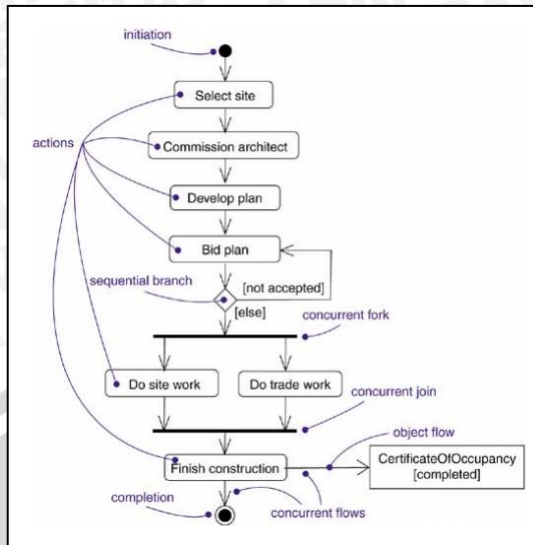 initiation
Select site
actions
Commission architect
Develop plan
Bid plan
sequential branch
[not accepted]
[else]
concurrent fork
Do site work
Do trade work
concurrent join
object flow
CertificateOfOccupancy
[completed]
Finish construction
completion
concurrent flows